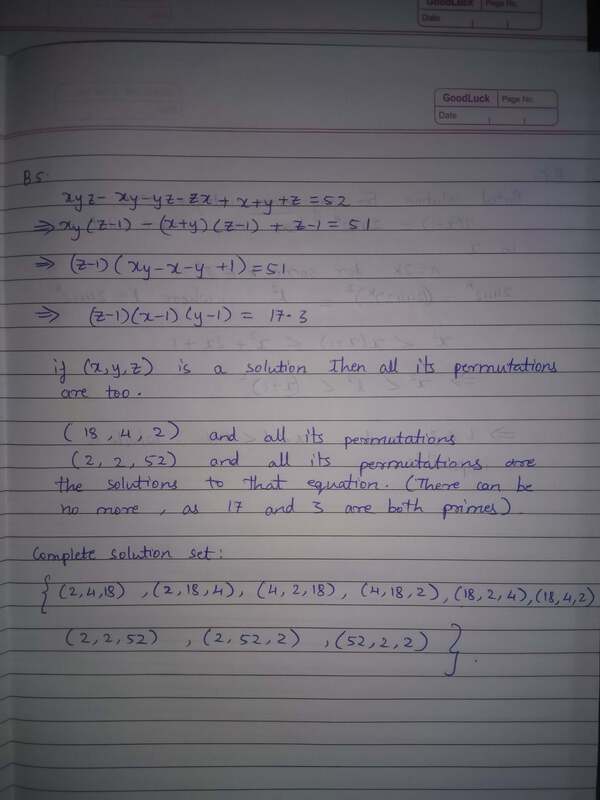 GoodLuck Page No.
Date
GoodLuck Page No.
Date
B5.
xyz - xy - yz - zx + x + y + z = 52
⇒ xy(z-1) - (x+y)(z-1) + z-1 = 51
⇒ (z-1)(xy-x-y+1) = 51
⇒ (z-1)(x-1)(y-1) = 17·3
if (x,y,z) is a solution then all its permutations
are too.
(18, 4, 2) and all its permutations
(2, 2, 52) and all its permutations are
the solutions to that equation. (There can be
no more, as 17 and 3 are both primes).
Complete solution set:
{(2,4,18), (2,18,4), (4,2,18), (4,18,2), (18,2,4), (18,4,2)
(2,2,52), (2,52,2), (52,2,2)}.